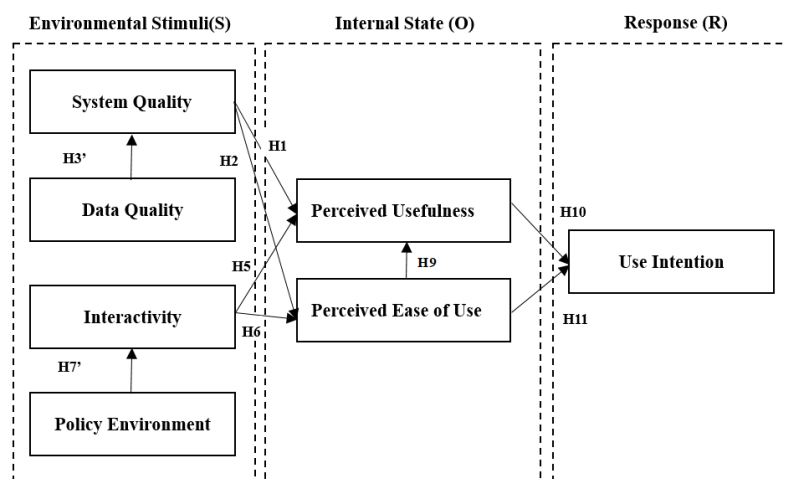 Environmental Stimuli(S)
Internal State (O)
Response (R)
System Quality
H1
H3’
H2
Data Quality
Perceived Usefulness
H10
H5
H9
Use Intention
Interactivity
Perceived Ease of Use
H6
H11
H7’
Policy Environment